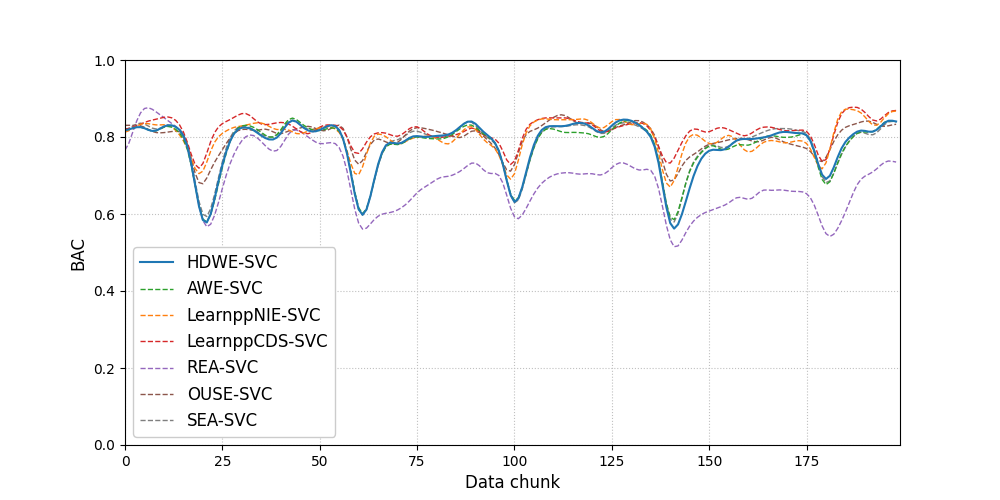 1.0
0.8
0.6
0.4
0.2
0.0
BAC
HDWE-SVC
AWE-SVC
LearnppNIE-SVC
LearnppCDS-SVC
REA-SVC
OUSE-SVC
SEA-SVC
0 25 50 75 100 125 150 175
Data chunk